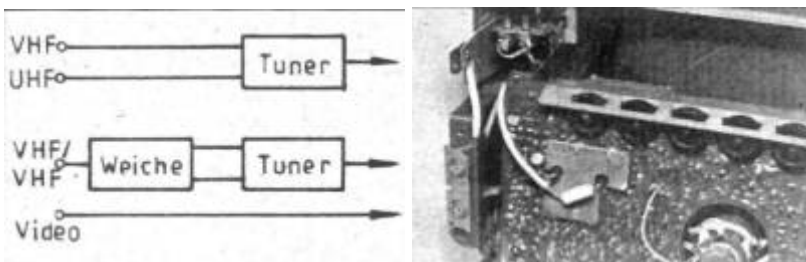 VHF
UHF
Tuner
VHF/
VHF
Weiche
Tuner
Video